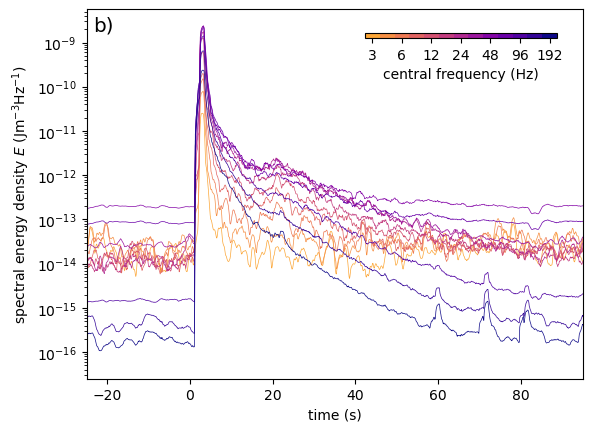 b)
3 6 12 24 48 96 192
central frequency (Hz)
spectral energy density E (Jm⁻³Hz⁻¹)
10⁻⁹
10⁻¹⁰
10⁻¹¹
10⁻¹²
10⁻¹³
10⁻¹⁴
10⁻¹⁵
10⁻¹⁶
−20 0 20 40 60 80
time (s)